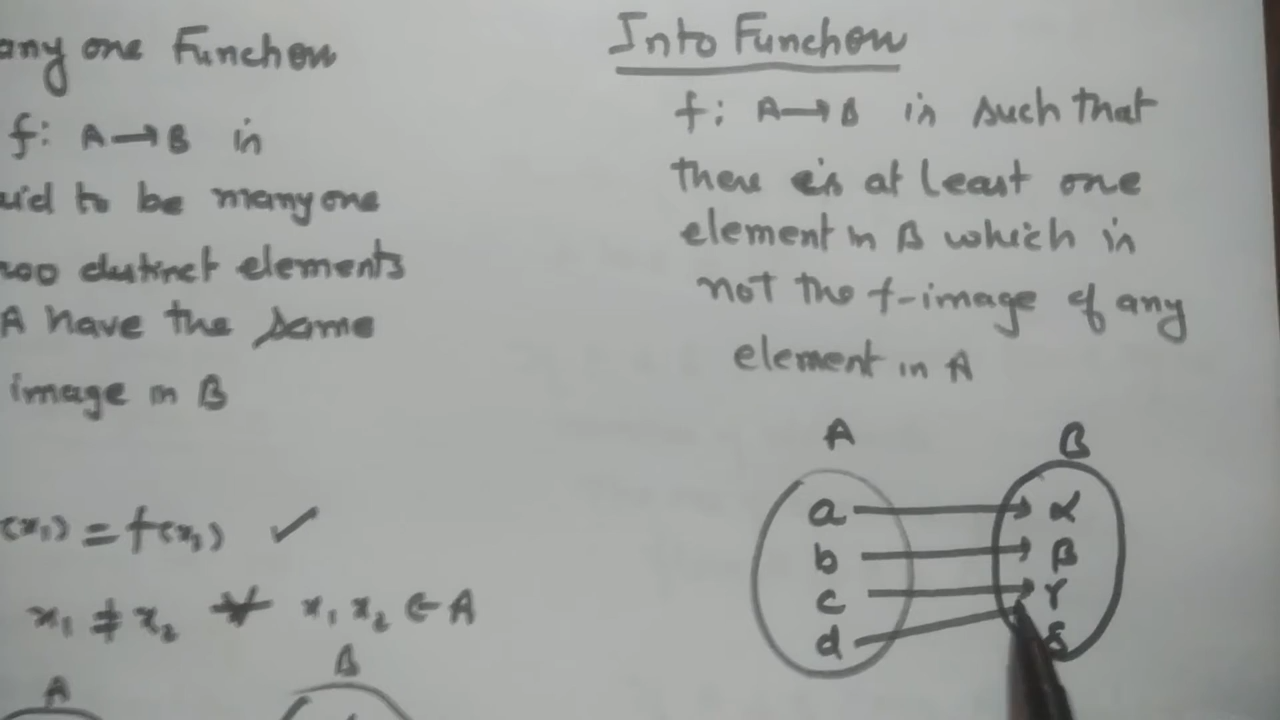 any one Function
f: A→B in
uid to be many one
two distinct elements
A have the same
image in B
(x₁) = f(x₂) ✓
x₁ ≠ x₂ ∀ x₁ x₂ ∈ A
A
B
Into Function
f: A→B is such that
there is at least one
element in B which is
not the f-image of any
element in A
A B
a α
b β
c γ
d δ